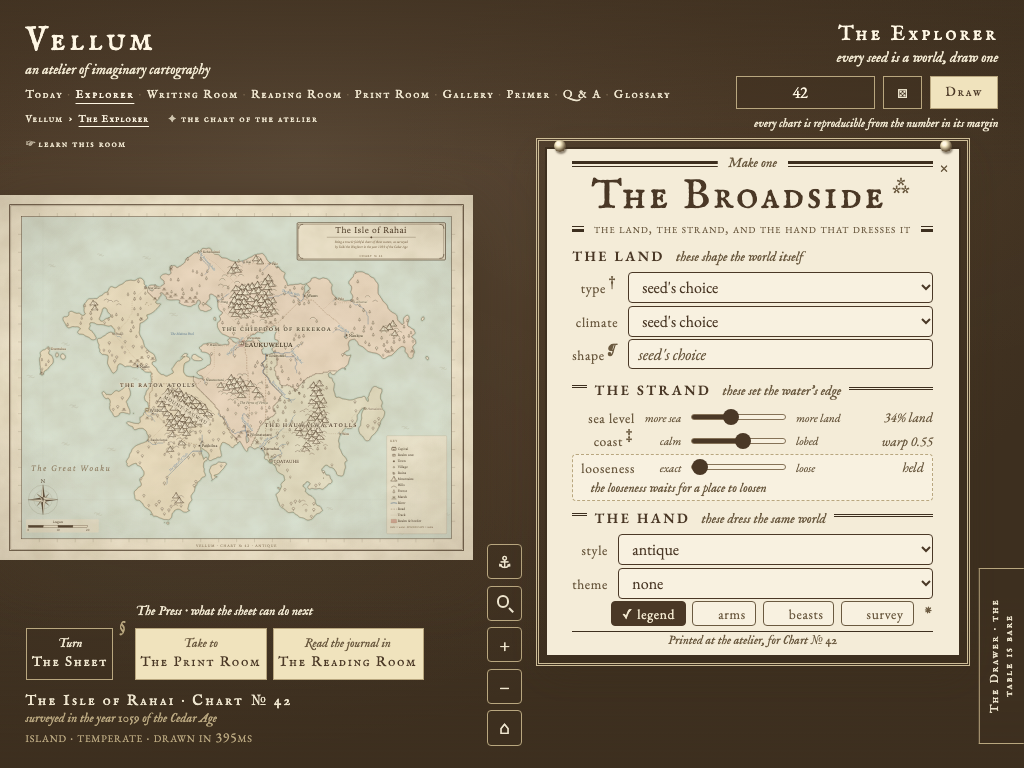 Vellum
an atelier of imaginary cartography
Today · Explorer · Writing Room · Reading Room · Print Room · Gallery · Primer · Q & A · Glossary
Vellum > The Explorer ✦ the chart of the atelier
☞ learn this room
The Explorer
every seed is a world, draw one
42
Draw
every chart is reproducible from the number in its margin
The Isle of Rahai
THE CHIEFDOM OF REKEKOA
LAUKUWELUA
THE RATOA ATOLLS
The Great Woaku
N
VELLUM · CHART № 42 · ANTIQUE
The Press · what the sheet can do next
Turn
The Sheet
§
Take to
The Print Room
Read the journal in
The Reading Room
The Isle of Rahai · Chart № 42
surveyed in the year 1059 of the Cedar Age
ISLAND · TEMPERATE · DRAWN IN 395MS
+
−
Make one
×
The Broadside ⁂
the land, the strand, and the hand that dresses it
THE LAND these shape the world itself
type † seed's choice
climate seed's choice
shape ❡ seed's choice
THE STRAND these set the water's edge
sea level more sea more land 34% land
coast ‡ calm lobed warp 0.55
looseness exact loose held
the looseness waits for a place to loosen
THE HAND these dress the same world
style antique
theme none
✓ legend arms beasts survey *
Printed at the atelier, for Chart № 42
The Drawer · the table is bare